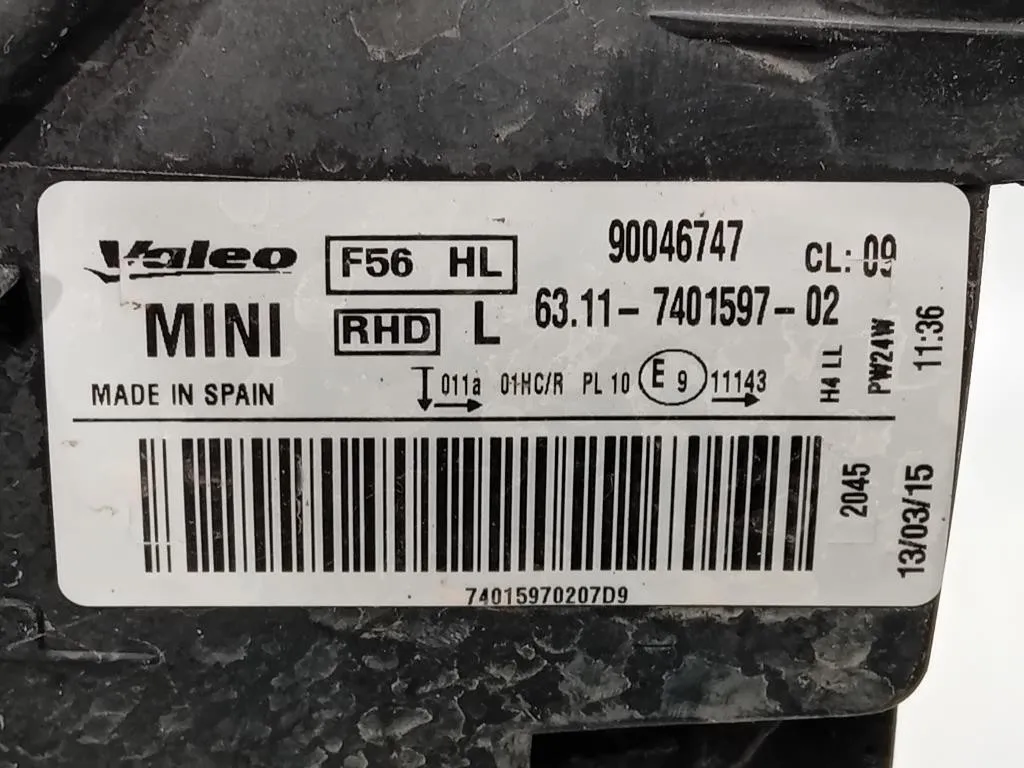 Valeo F56 HL 90046747 CL: 09
MINI RHD L 63.11-7401597-02
MADE IN SPAIN 011a 01HC/R PL 10 E 9 11143
H4 LL
PW24W
11:36
2045
13/03/15
74015970207D9